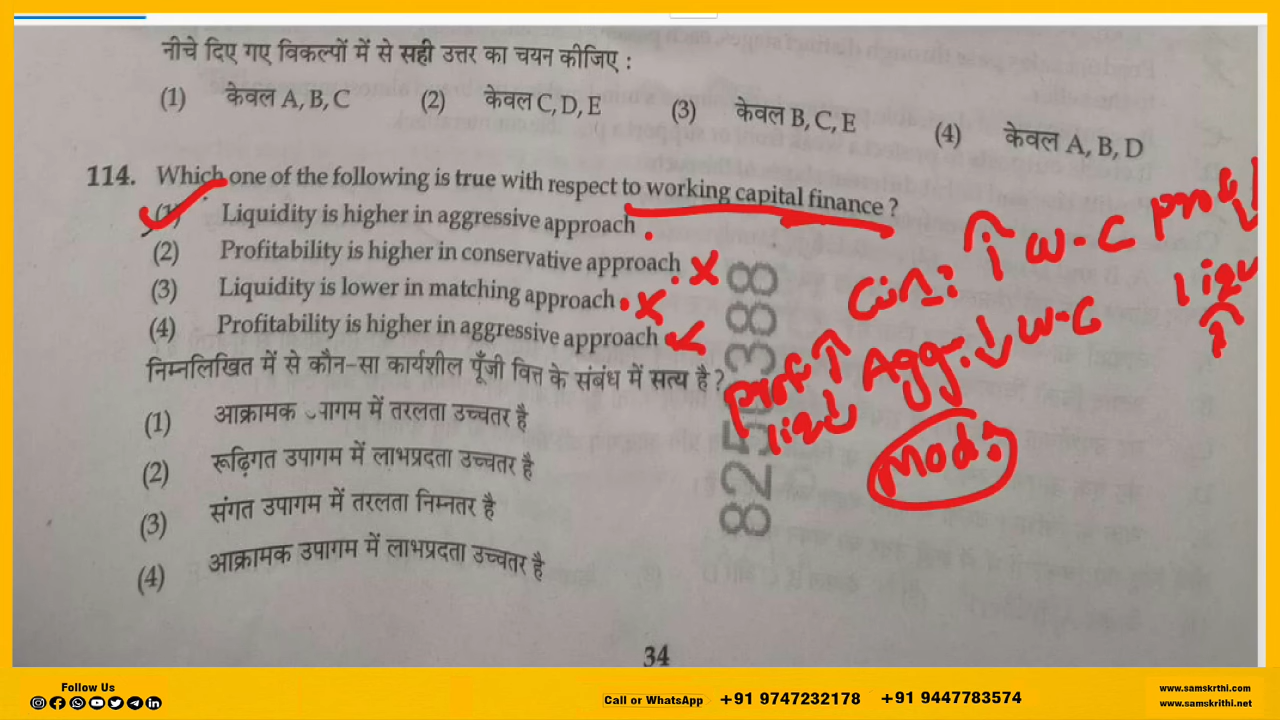 नीचे दिए गए विकल्पों में से सही उत्तर का चयन कीजिए :
(1) केवल A, B, C (2) केवल C, D, E (3) केवल B, C, E (4) केवल A, B, D
114. Which one of the following is true with respect to working capital finance ?
(1) Liquidity is higher in aggressive approach
(2) Profitability is higher in conservative approach
(3) Liquidity is lower in matching approach
(4) Profitability is higher in aggressive approach
निम्नलिखित में से कौन-सा कार्यशील पूँजी वित्त के संबंध में सत्य है ?
(1) आक्रामक पागम में तरलता उच्चतर है
(2) रूढ़िगत उपागम में लाभप्रदता उच्चतर है
(3) संगत उपागम में तरलता निम्नतर है
(4) आक्रामक उपागम में लाभप्रदता उच्चतर है
Con: ↑ W-C Prof ↓
Liqu ↑
Agg: ↓ W-C
Prof. ↑
liq ↓
Mod:
34
Follow Us
Call or WhatsApp +91 9747232178 +91 9447783574
www.samskrthi.com
www.samskrithi.net